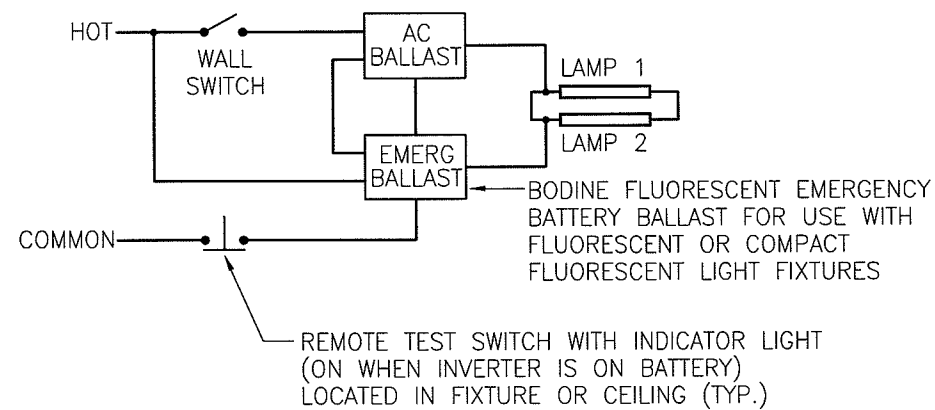 HOT
WALL
SWITCH
AC
BALLAST
LAMP 1
LAMP 2
EMERG
BALLAST
BODINE FLUORESCENT EMERGENCY
BATTERY BALLAST FOR USE WITH
FLUORESCENT OR COMPACT
FLUORESCENT LIGHT FIXTURES
COMMON
REMOTE TEST SWITCH WITH INDICATOR LIGHT
(ON WHEN INVERTER IS ON BATTERY)
LOCATED IN FIXTURE OR CEILING (TYP.)